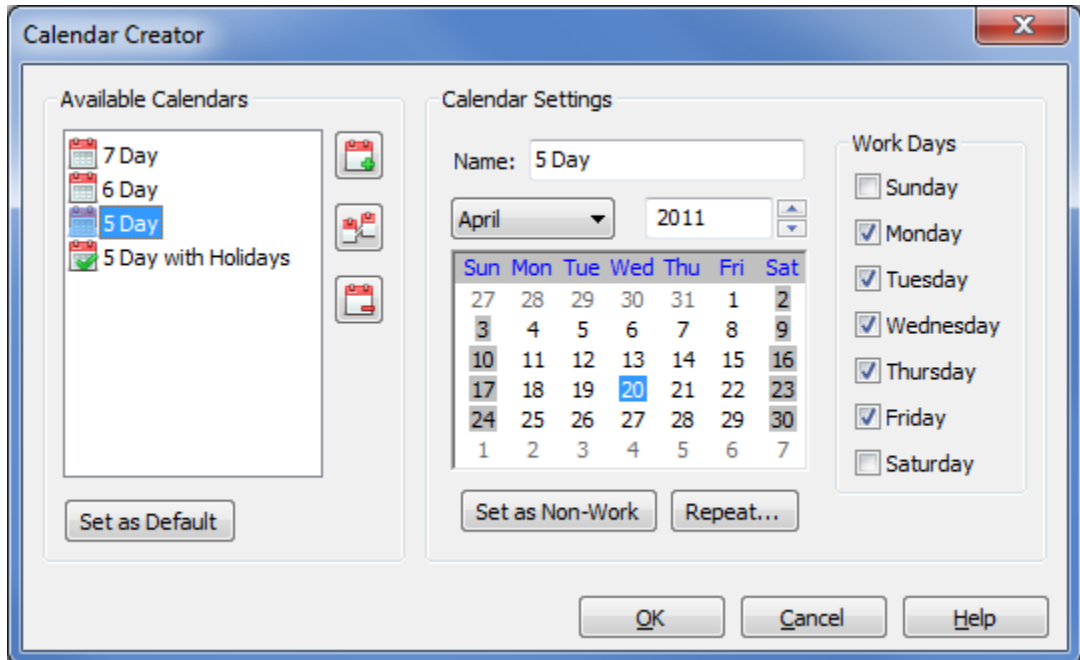 Calendar Creator
Available Calendars
7 Day
6 Day
5 Day
5 Day with Holidays
Set as Default
Calendar Settings
Name: 5 Day
April 2011
Sun Mon Tue Wed Thu Fri Sat
27 28 29 30 31 1 2
3 4 5 6 7 8 9
10 11 12 13 14 15 16
17 18 19 20 21 22 23
24 25 26 27 28 29 30
1 2 3 4 5 6 7
Set as Non-Work Repeat...
Work Days
Sunday
Monday
Tuesday
Wednesday
Thursday
Friday
Saturday
OK Cancel Help